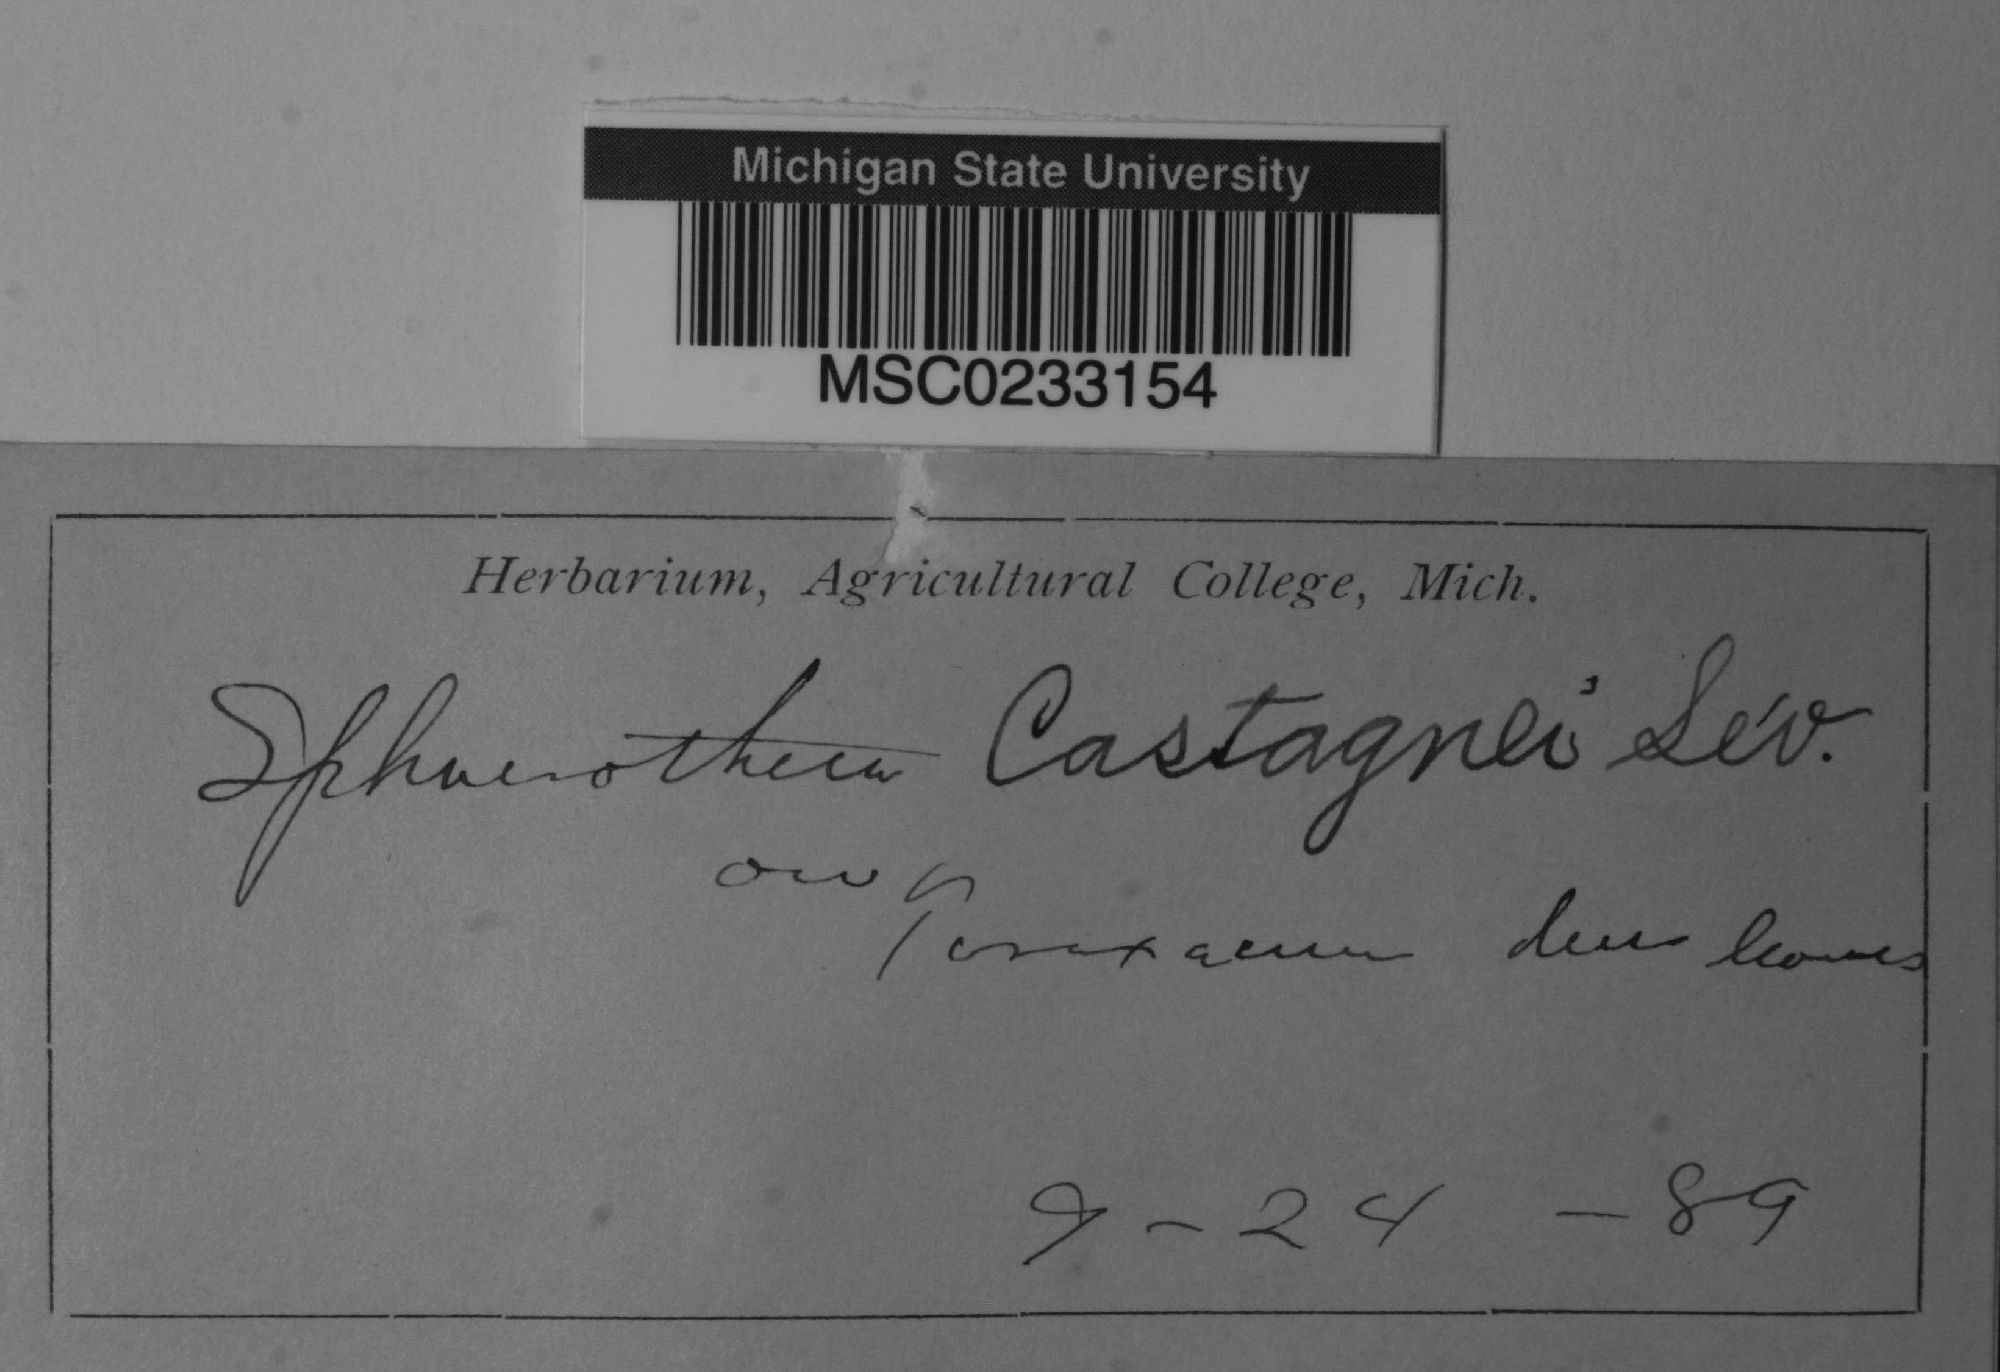 Michigan State University
MSC0233154
Herbarium, Agricultural College, Mich.
Sphaerotheca Castagnei Lév.
on
Taraxacum dens leonis
9-24-89